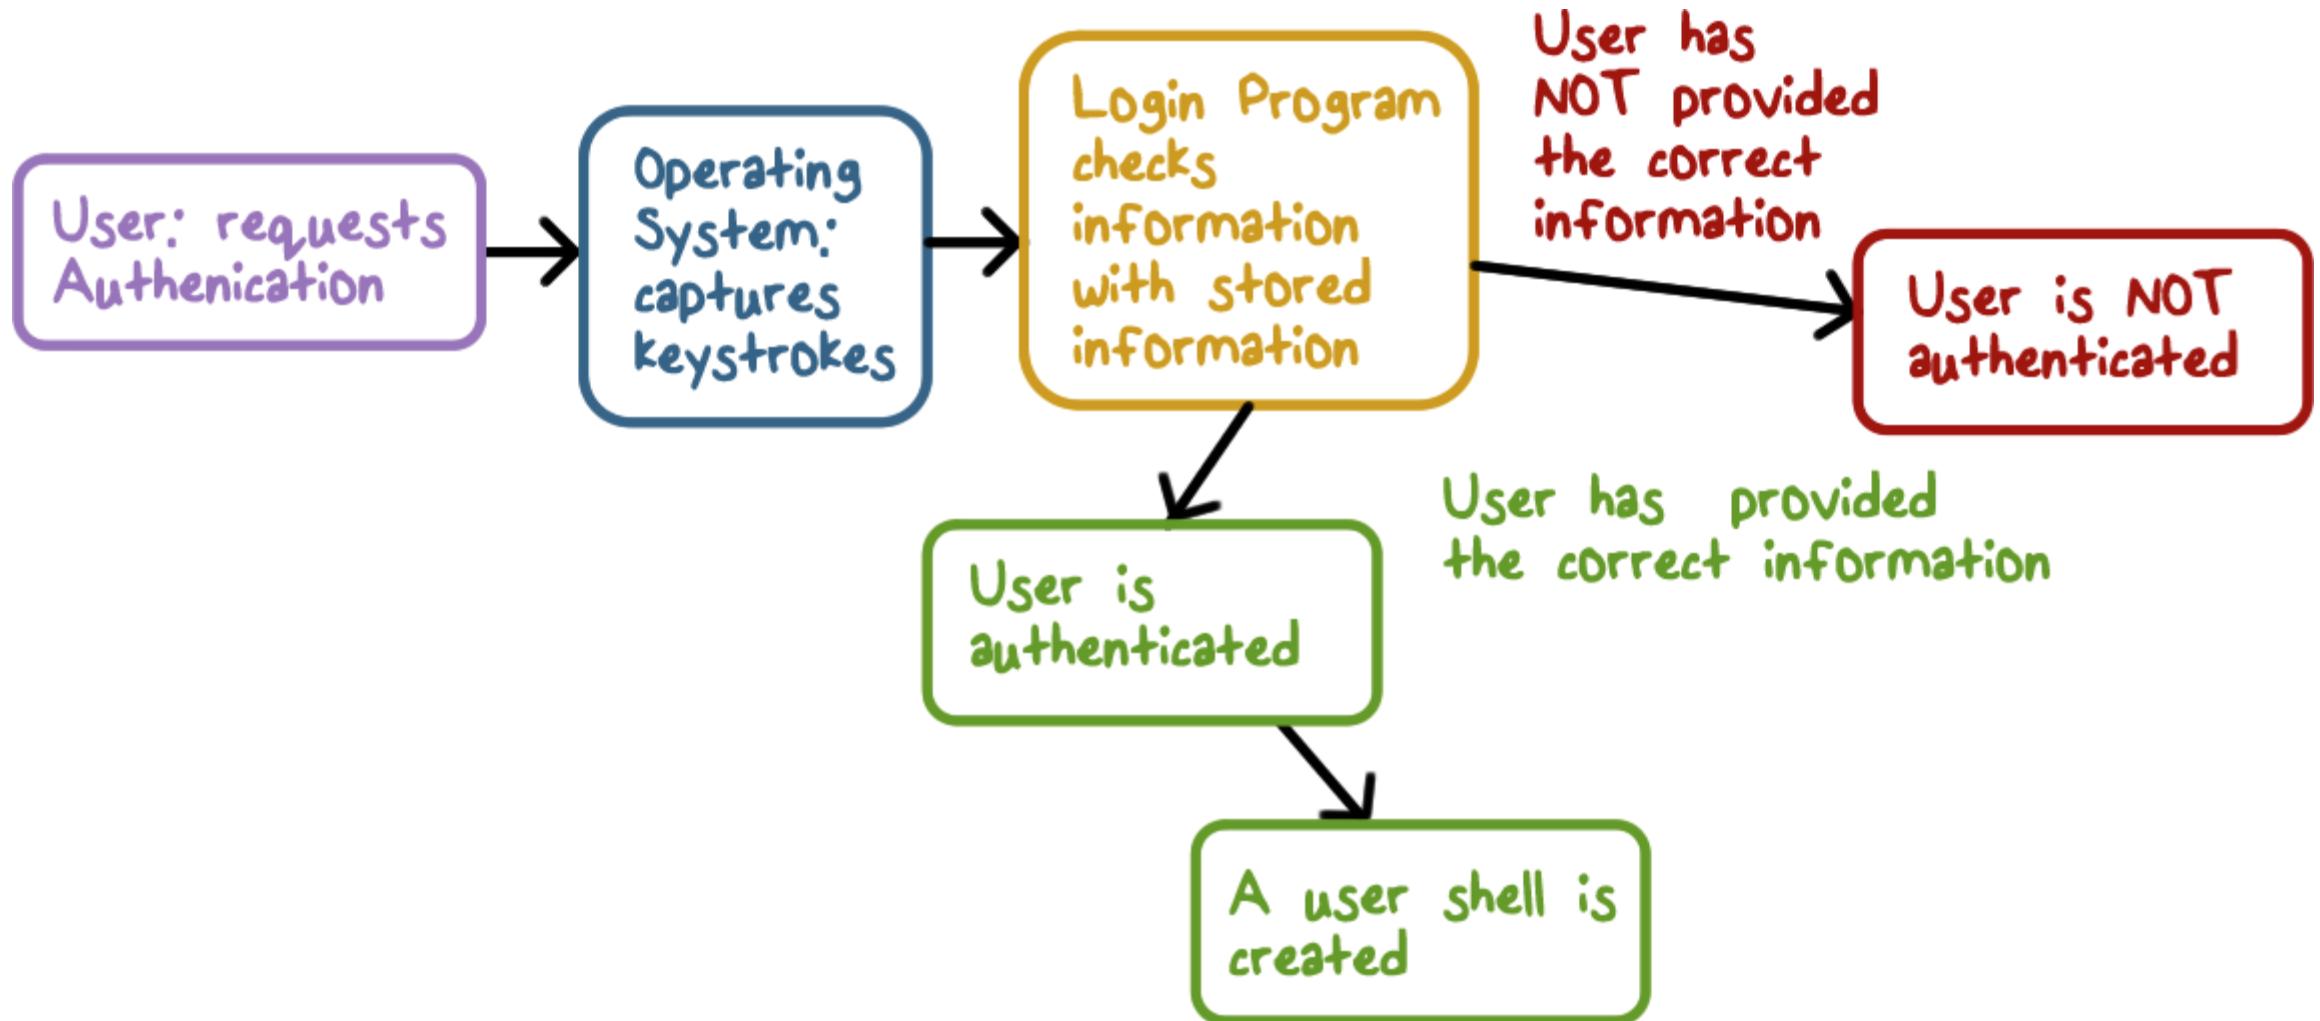 User: requests
Authenication
Operating
System:
captures
keystrokes
Login Program
checks
information
with stored
information
User has
NOT provided
the correct
information
User is NOT
authenticated
User has provided
the correct information
User is
authenticated
A user shell is
created